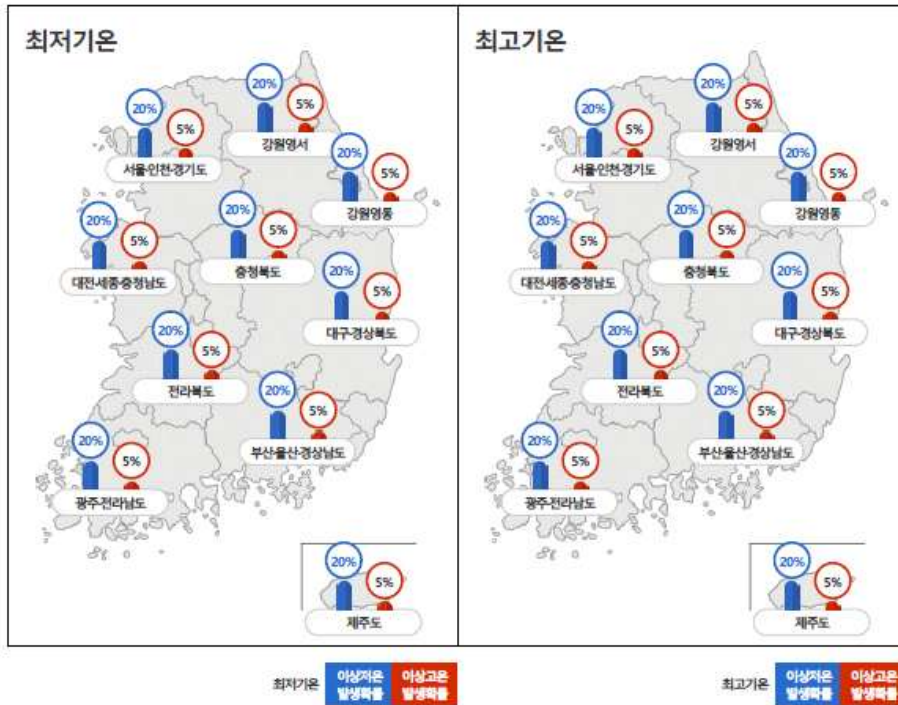 최저기온
20%
5%
강원영서
20%
5%
서울·인천·경기도
20%
5%
강원영동
20%
5%
충청북도
20%
5%
대전·세종·충청남도
20%
5%
대구·경상북도
20%
5%
전라북도
20%
5%
부산·울산·경상남도
20%
5%
광주·전라남도
20%
5%
제주도
최저기온
이상저온
발생확률
이상고온
발생확률
최고기온
20%
5%
강원영서
20%
5%
서울·인천·경기도
20%
5%
강원영동
20%
5%
충청북도
20%
5%
대전·세종·충청남도
20%
5%
대구·경상북도
20%
5%
전라북도
20%
5%
부산·울산·경상남도
20%
5%
광주·전라남도
20%
5%
제주도
최고기온
이상저온
발생확률
이상고온
발생확률